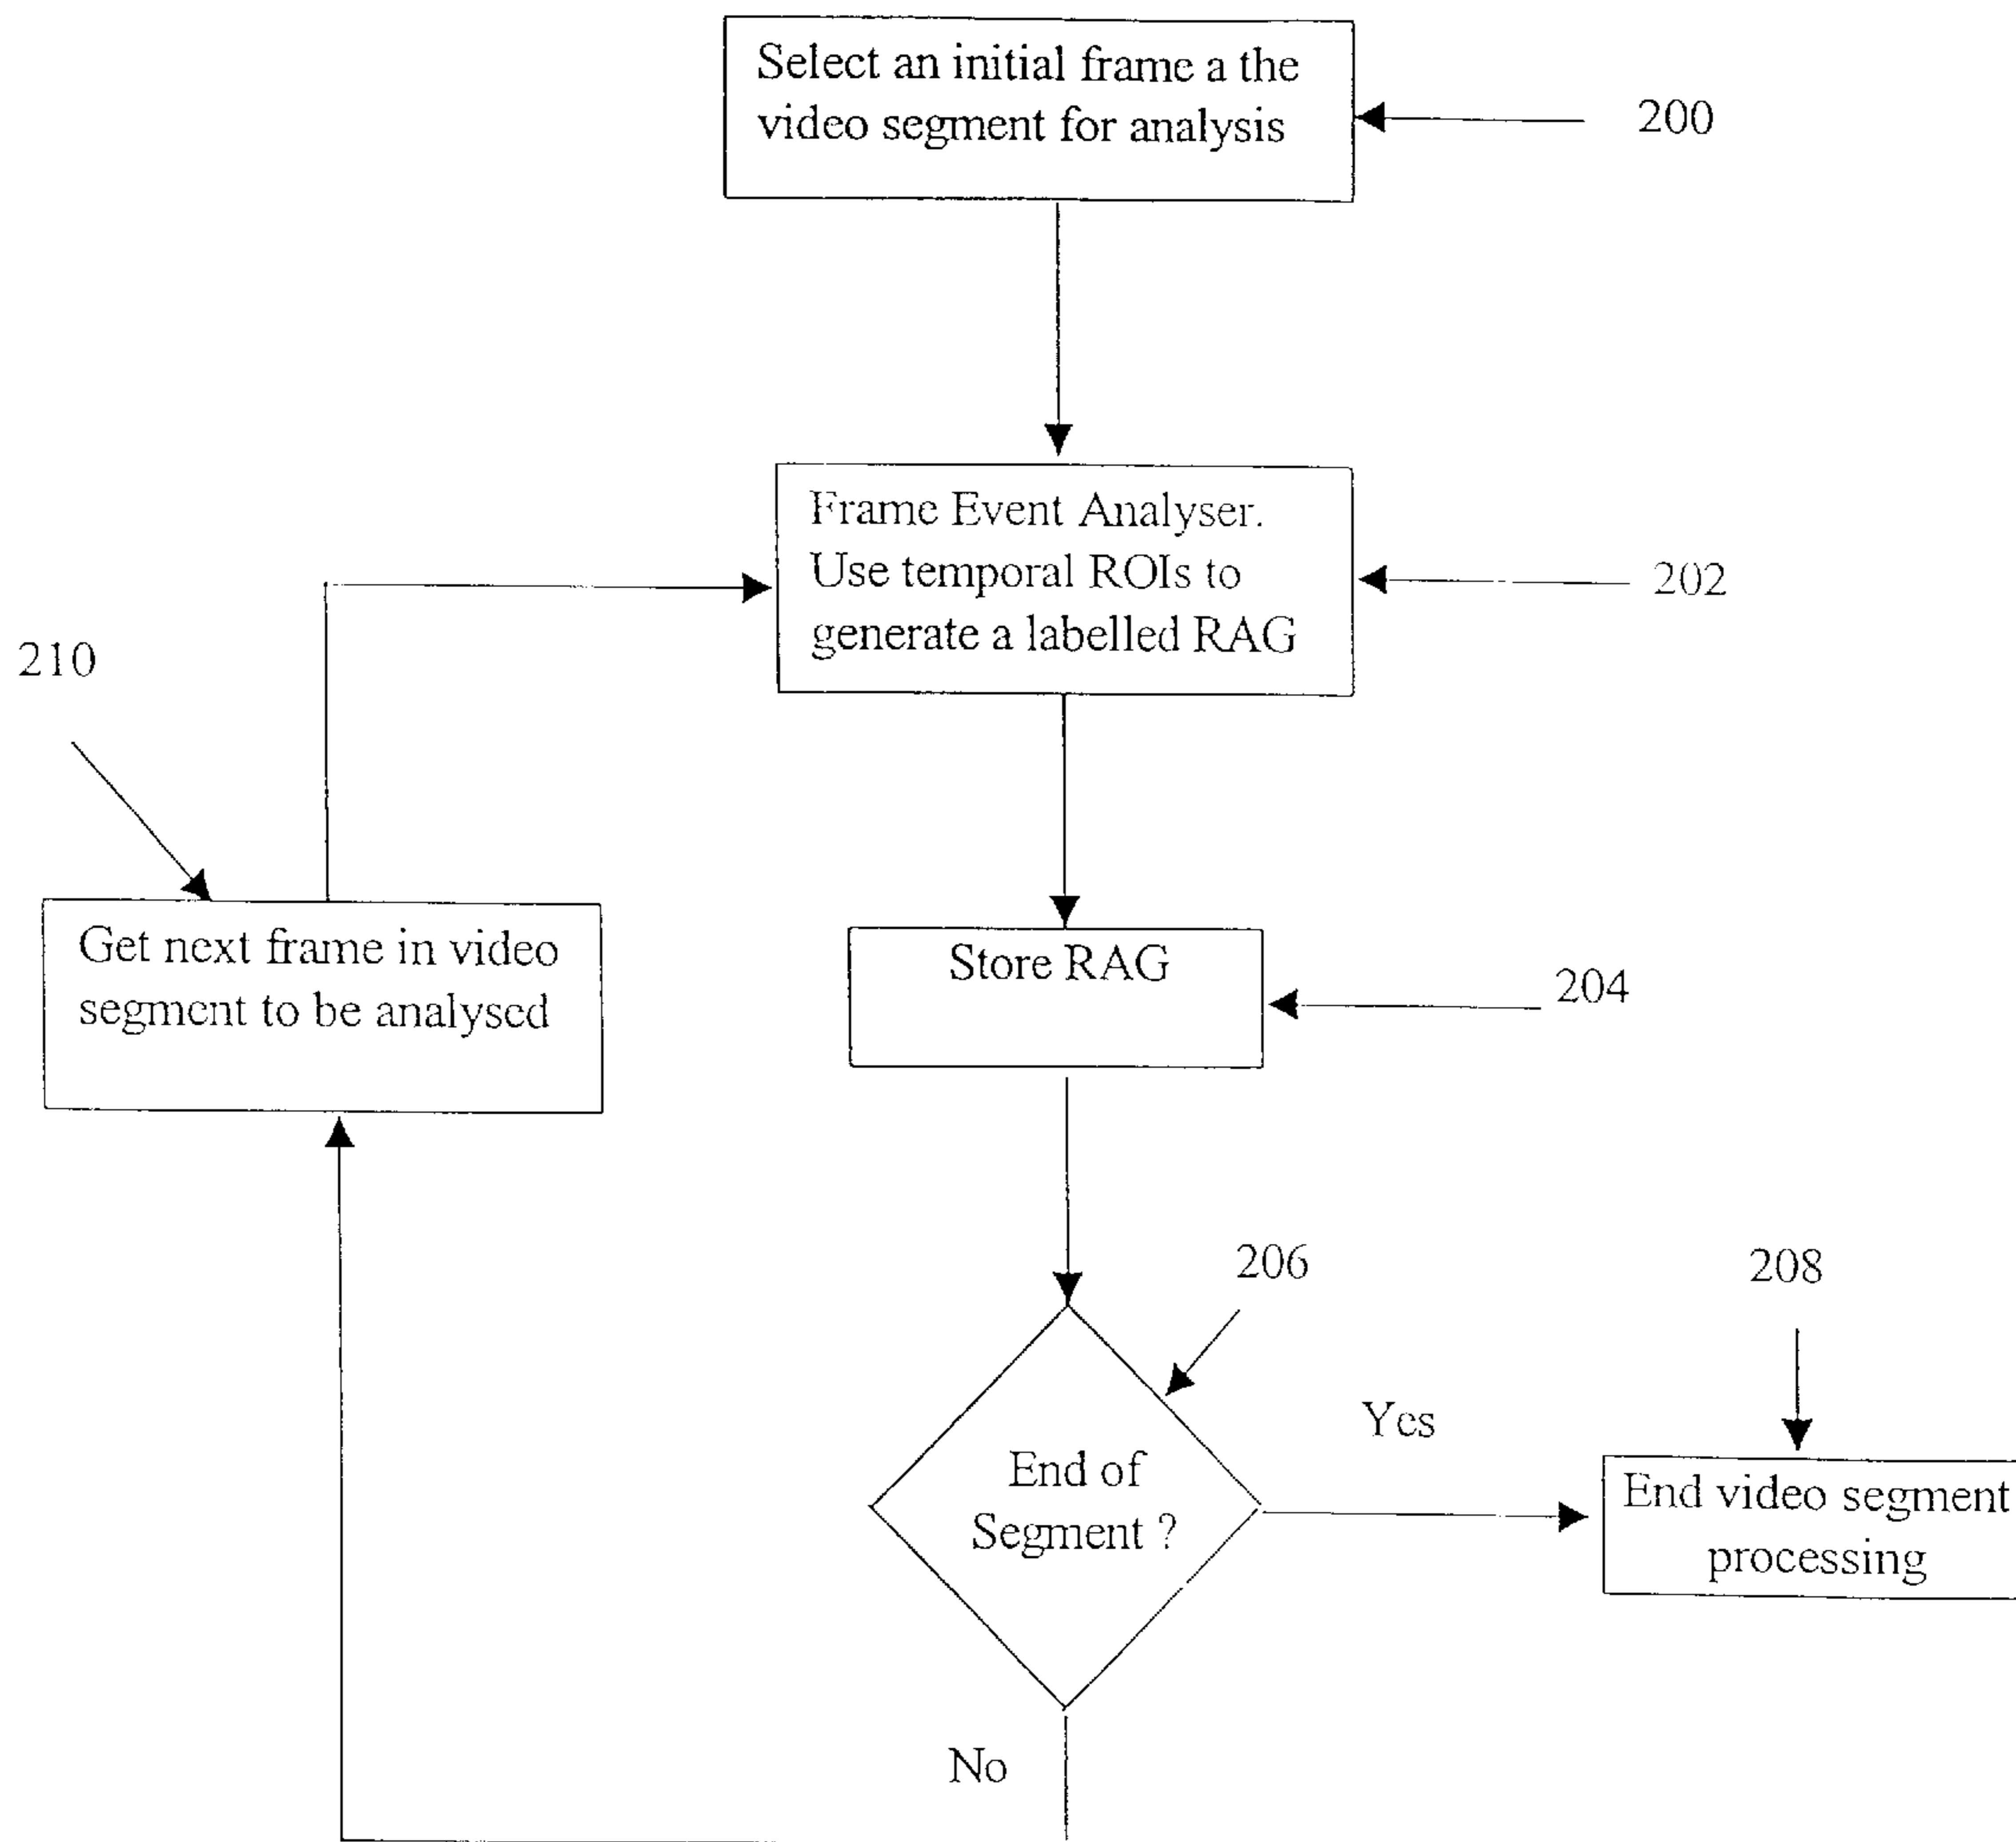 Select an initial frame a the
video segment for analysis
200
Frame Event Analyser.
Use temporal ROIs to
generate a labelled RAG
202
210
Get next frame in video
segment to be analysed
Store RAG
204
206
208
End of
Segment ?
Yes
End video segment
processing
No